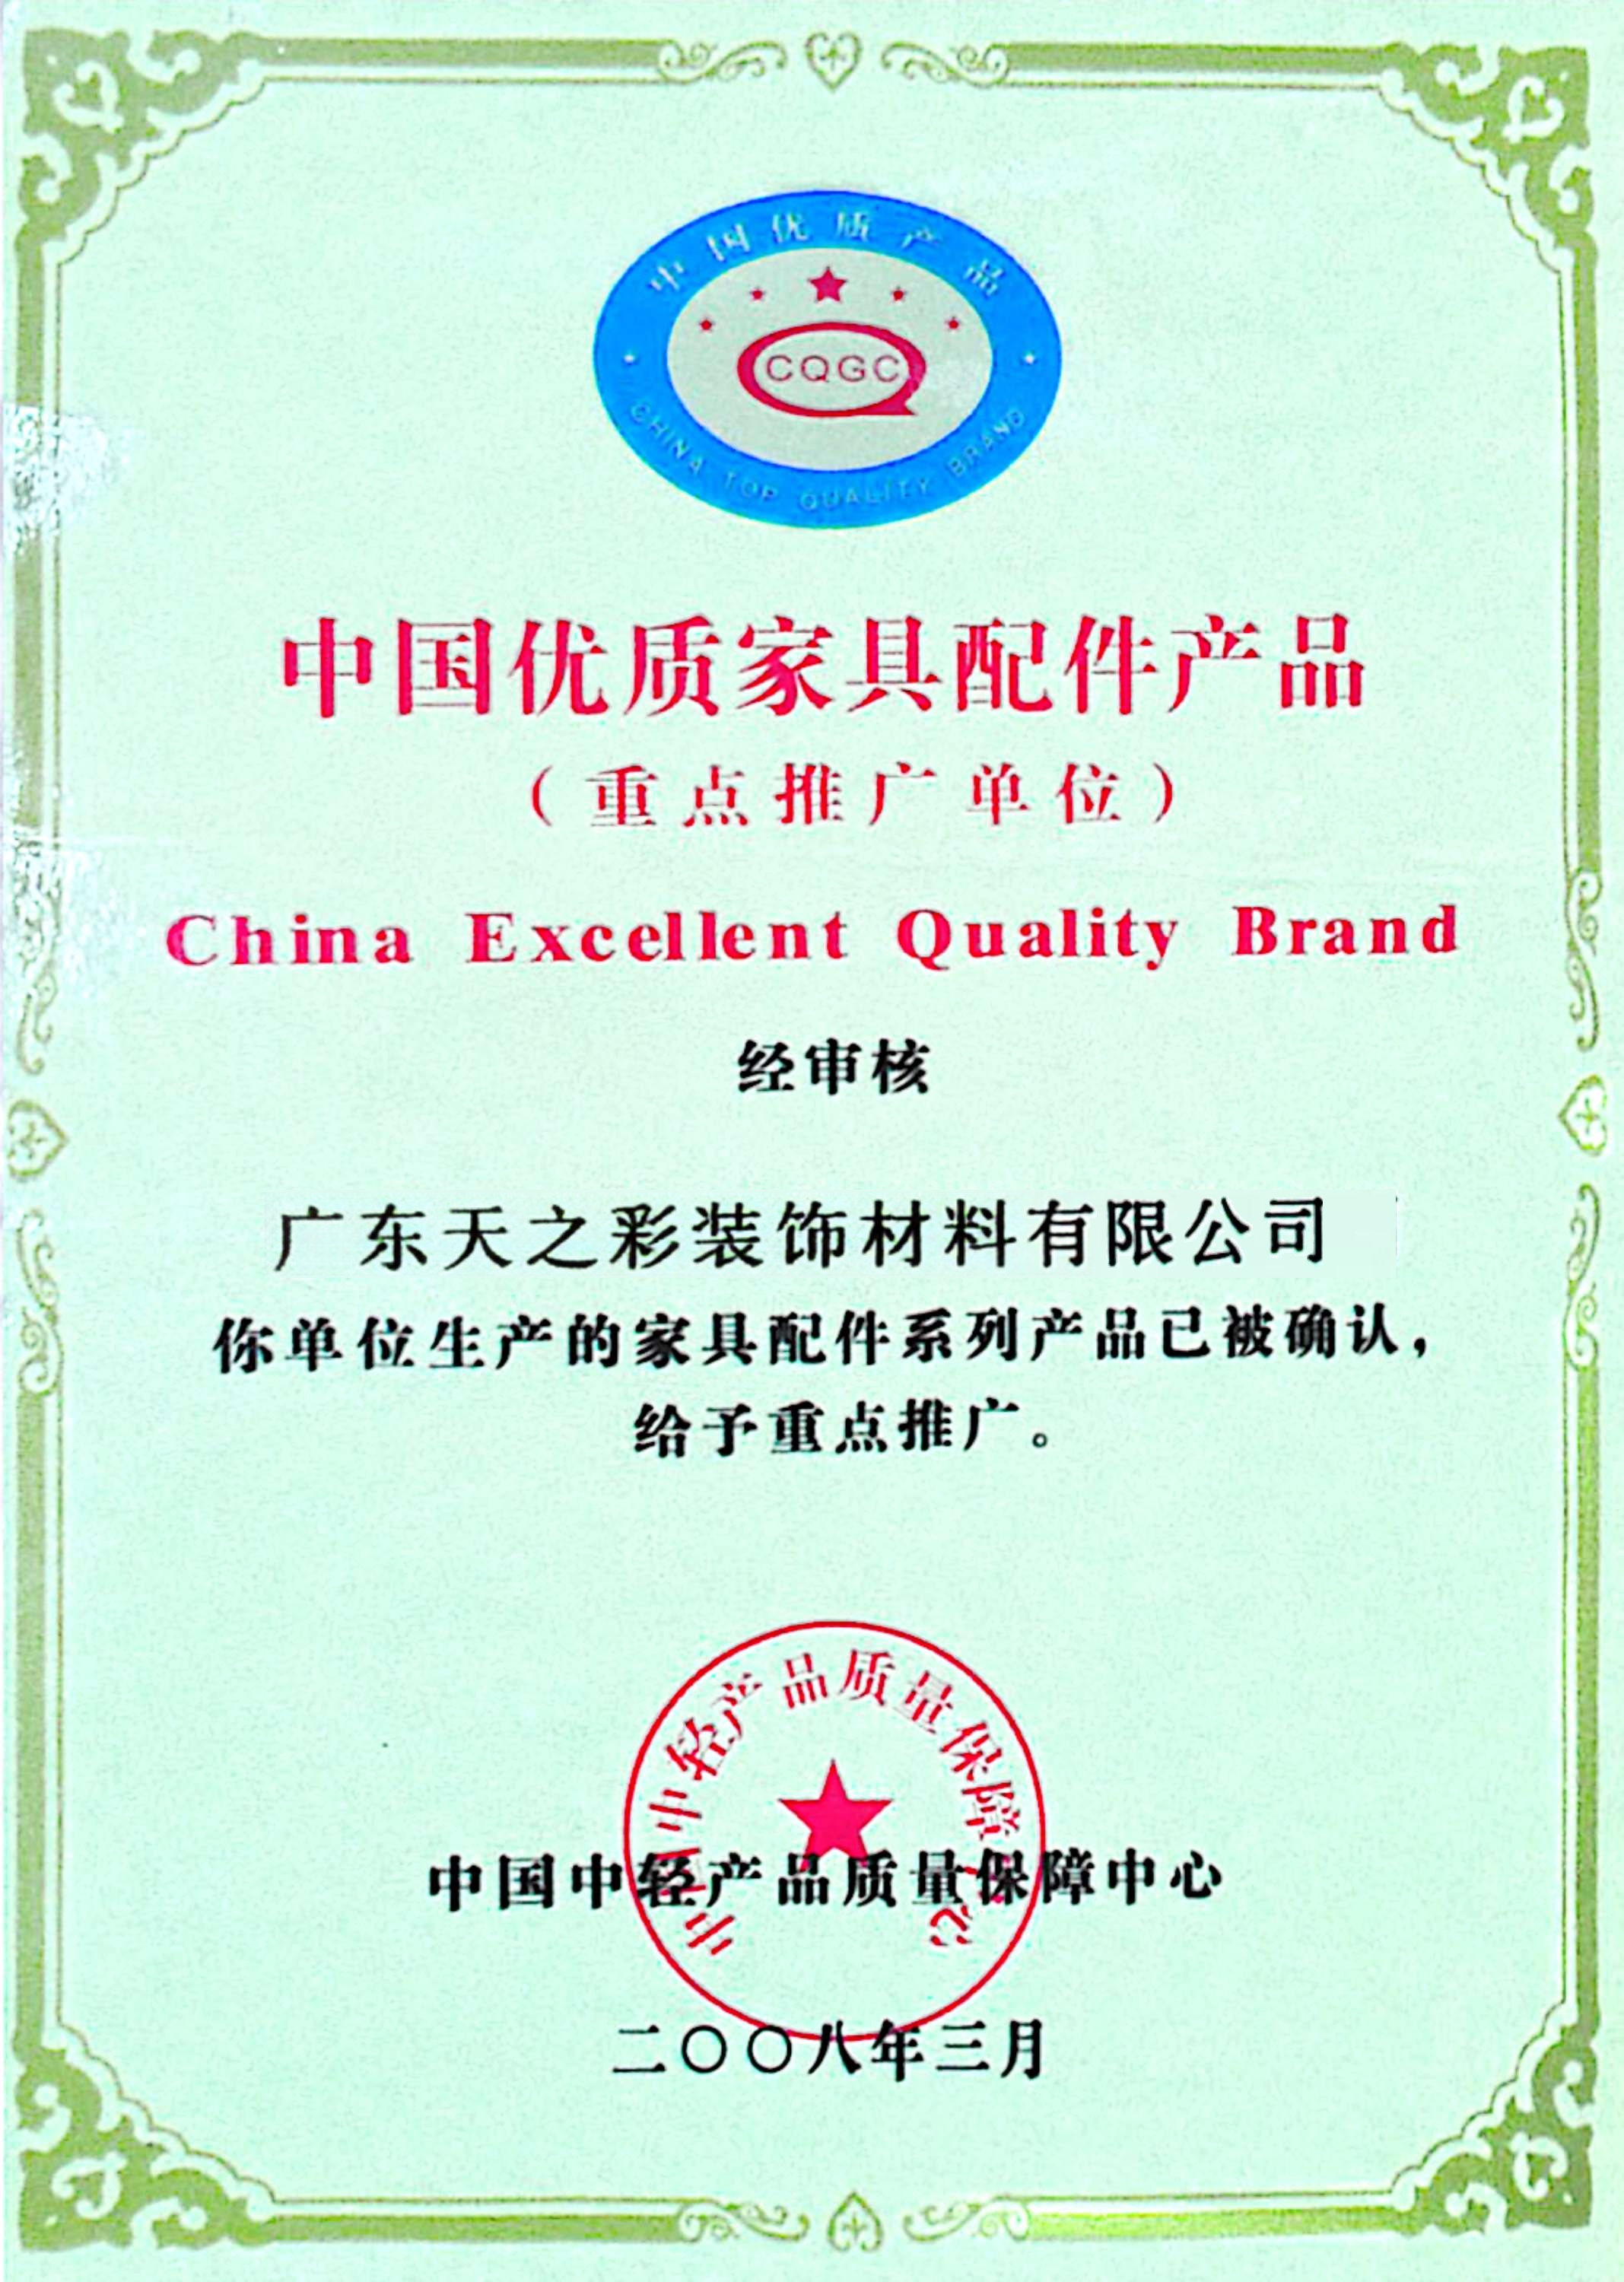 中国优质产品
CQGC
CHINA TOP QUALITY BRAND
中国优质家具配件产品
（重点推广单位）
China Excellent Quality Brand
经审核
广东天之彩装饰材料有限公司
你单位生产的家具配件系列产品已被确认，
给予重点推广。
中国中轻产品质量保障中心
中国中轻产品质量保障中心
二〇〇八年三月